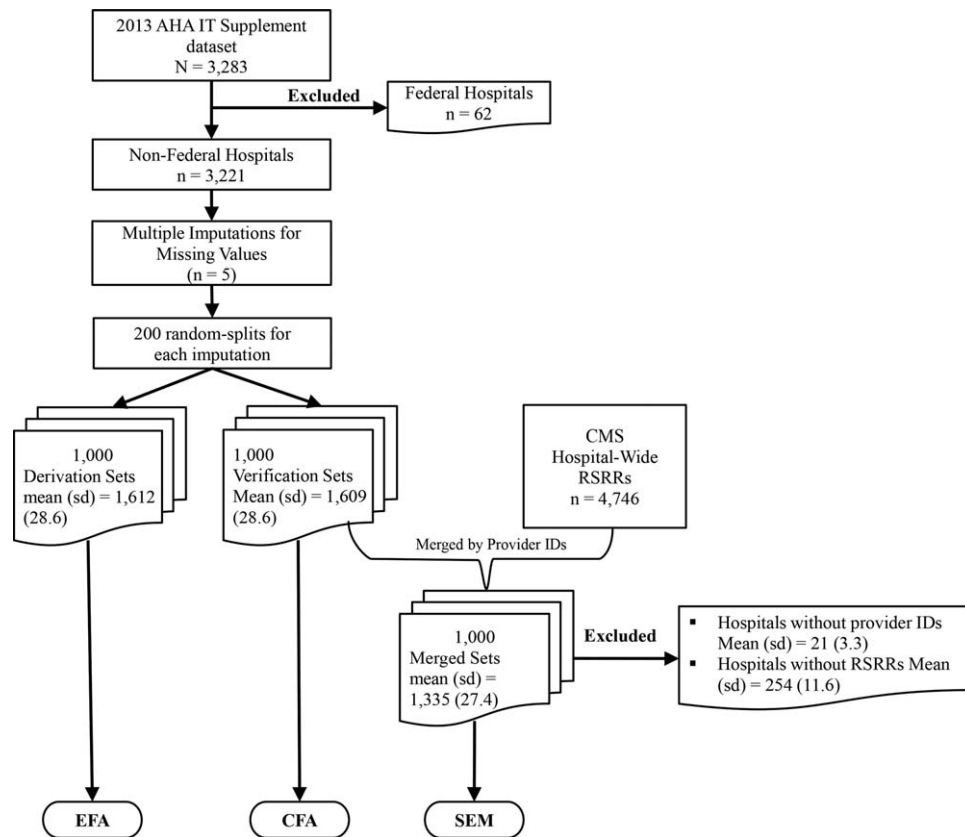 2013 AHA IT Supplement
dataset
N = 3,283
Excluded
Federal Hospitals
n = 62
Non-Federal Hospitals
n = 3,221
Multiple Imputations for
Missing Values
(n = 5)
200 random-splits for
each imputation
1,000
Derivation Sets
mean (sd) = 1,612
(28.6)
1,000
Verification Sets
Mean (sd) = 1,609
(28.6)
CMS
Hospital-Wide
RSRRs
n = 4,746
Merged by Provider IDs
1,000
Merged Sets
mean (sd) =
1,335 (27.4)
Excluded
▪ Hospitals without provider IDs
Mean (sd) = 21 (3.3)
▪ Hospitals without RSRRs Mean
(sd) = 254 (11.6)
EFA
CFA
SEM